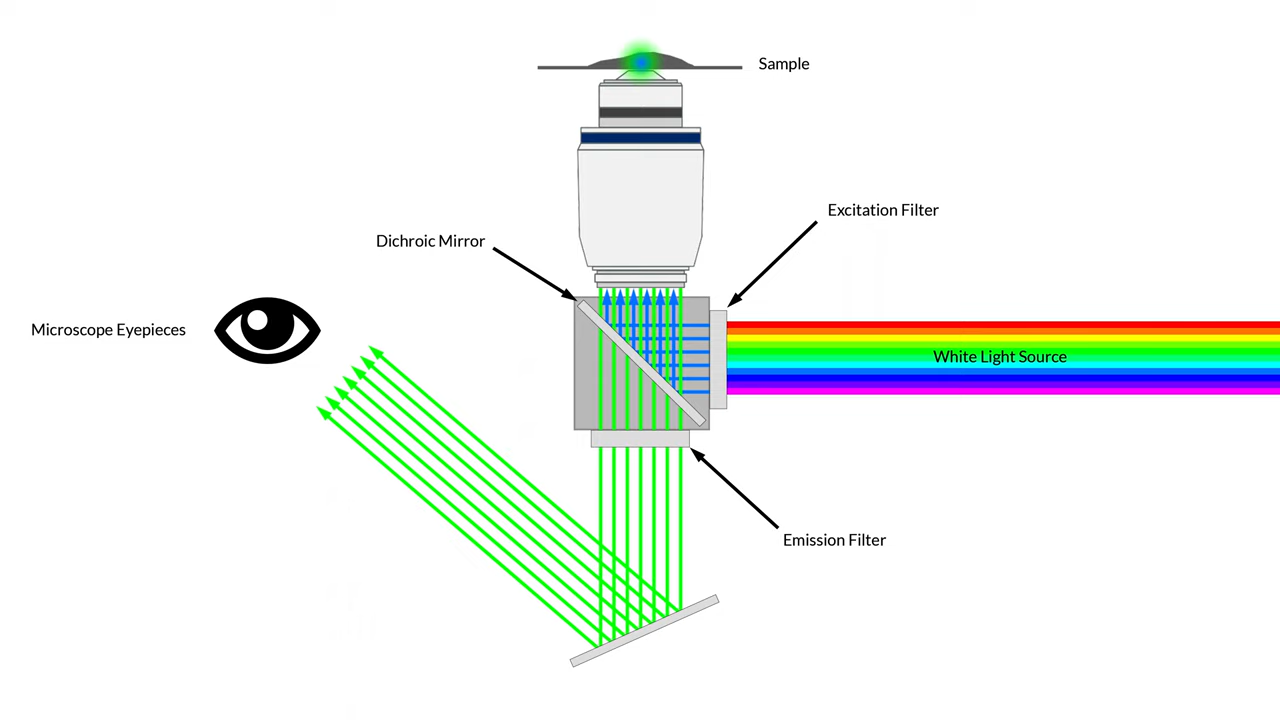 Sample
Excitation Filter
Dichroic Mirror
Microscope Eyepieces
White Light Source
Emission Filter